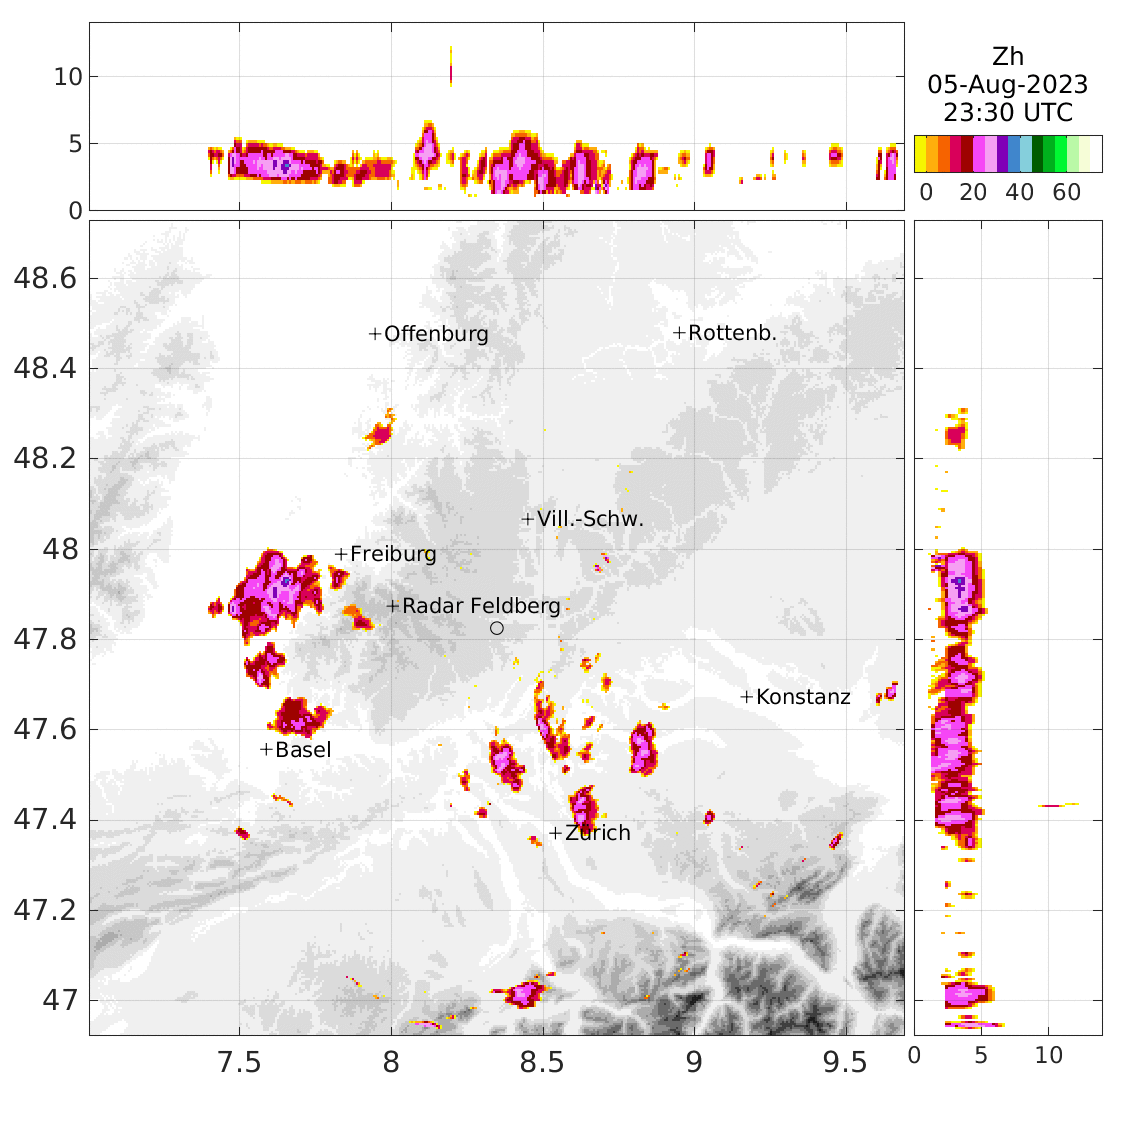 Zh
05-Aug-2023
23:30 UTC
10
5
0
0 20 40 60
48.6
+Offenburg +Rottenb.
48.4
48.2
+Vill.-Schw.
48
+Freiburg
+Radar Feldberg
47.8
+Konstanz
47.6
+Basel
47.4
+Zürich
47.2
47
7.5 8 8.5 9 9.5
0 5 10